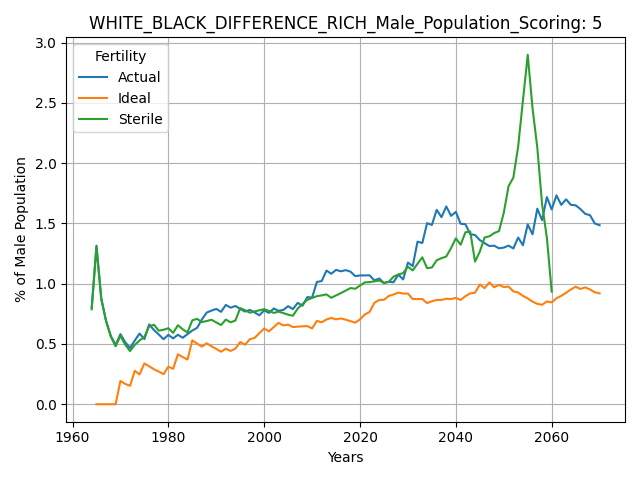 WHITE_BLACK_DIFFERENCE_RICH_Male_Population_Scoring: 5
Fertility
Actual
Ideal
Sterile
% of Male Population
3.0
2.5
2.0
1.5
1.0
0.5
0.0
1960 1980 2000 2020 2040 2060
Years